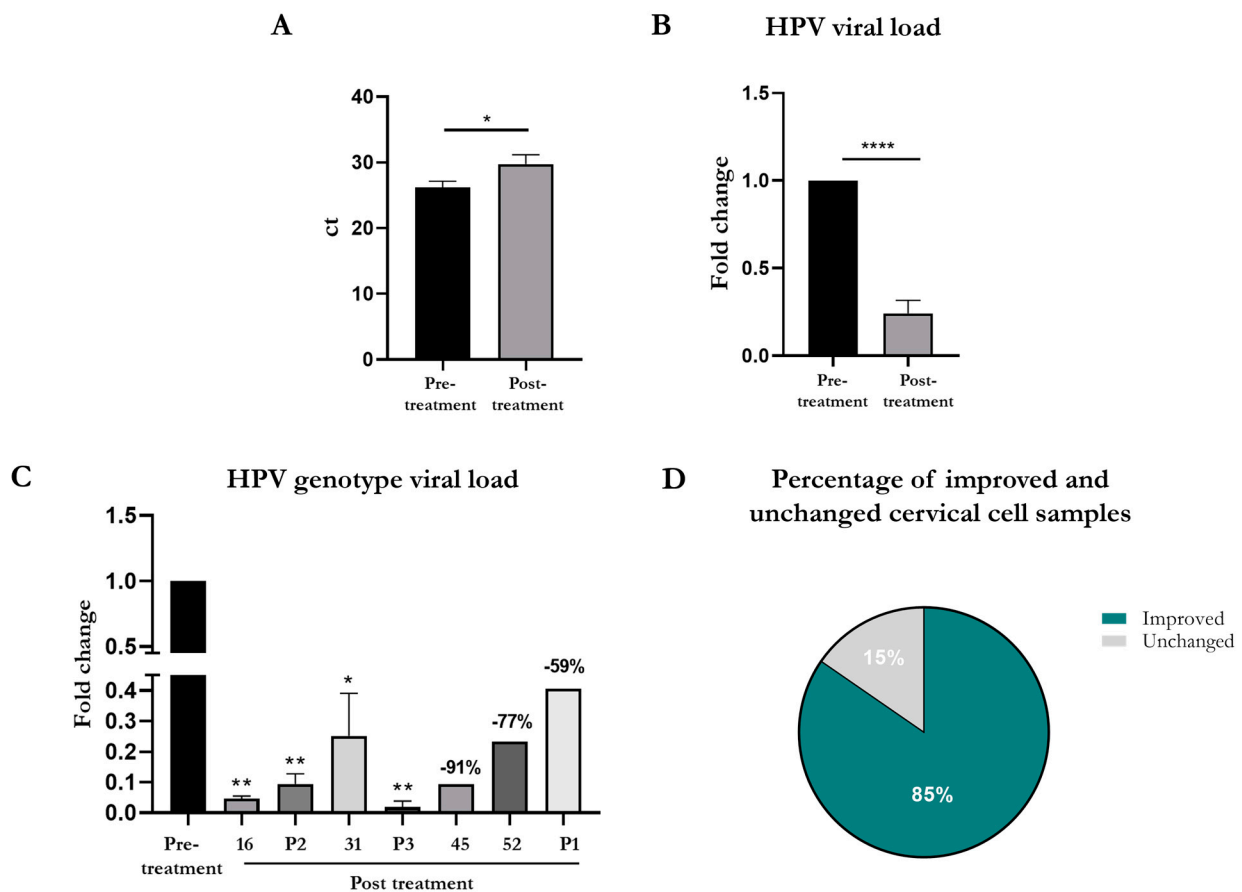 A
40
30
20
10
0
ct
*
Pre-
treatment
Post-
treatment
B
HPV viral load
1.5
1.0
0.5
0.0
Fold change
****
Pre-
treatment
Post-
treatment
C
HPV genotype viral load
1.5
1.0
0.5
0.4
0.3
0.2
0.1
0.0
Fold change
**
**
*
**
-91%
-77%
-59%
Pre-
treatment
16
P2
31
P3
45
52
P1
Post treatment
D
Percentage of improved and
unchanged cervical cell samples
15%
85%
Improved
Unchanged